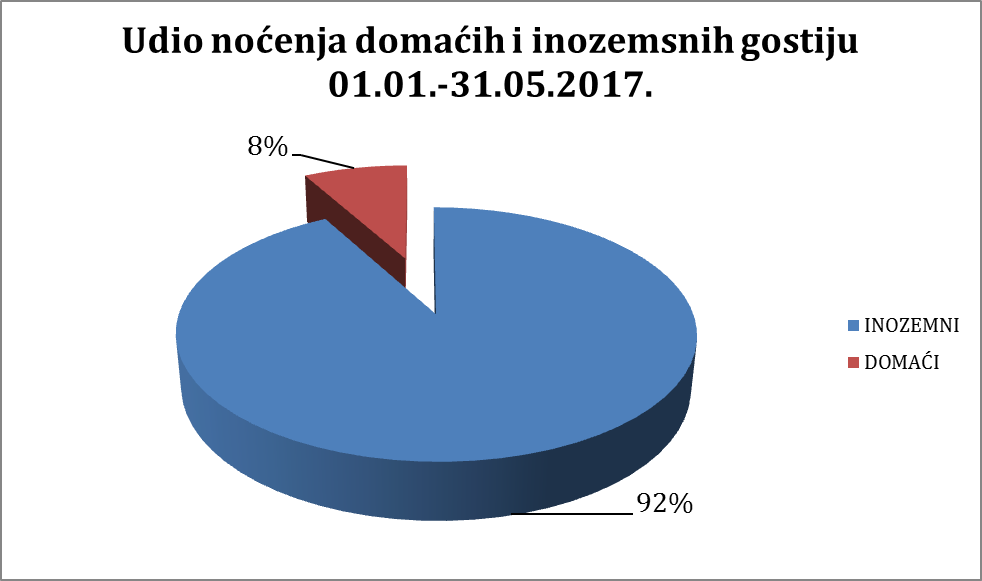 Udio noćenja domaćih i inozemsnih gostiju
01.01.-31.05.2017.
8%
INOZEMNI
DOMAĆI
92%